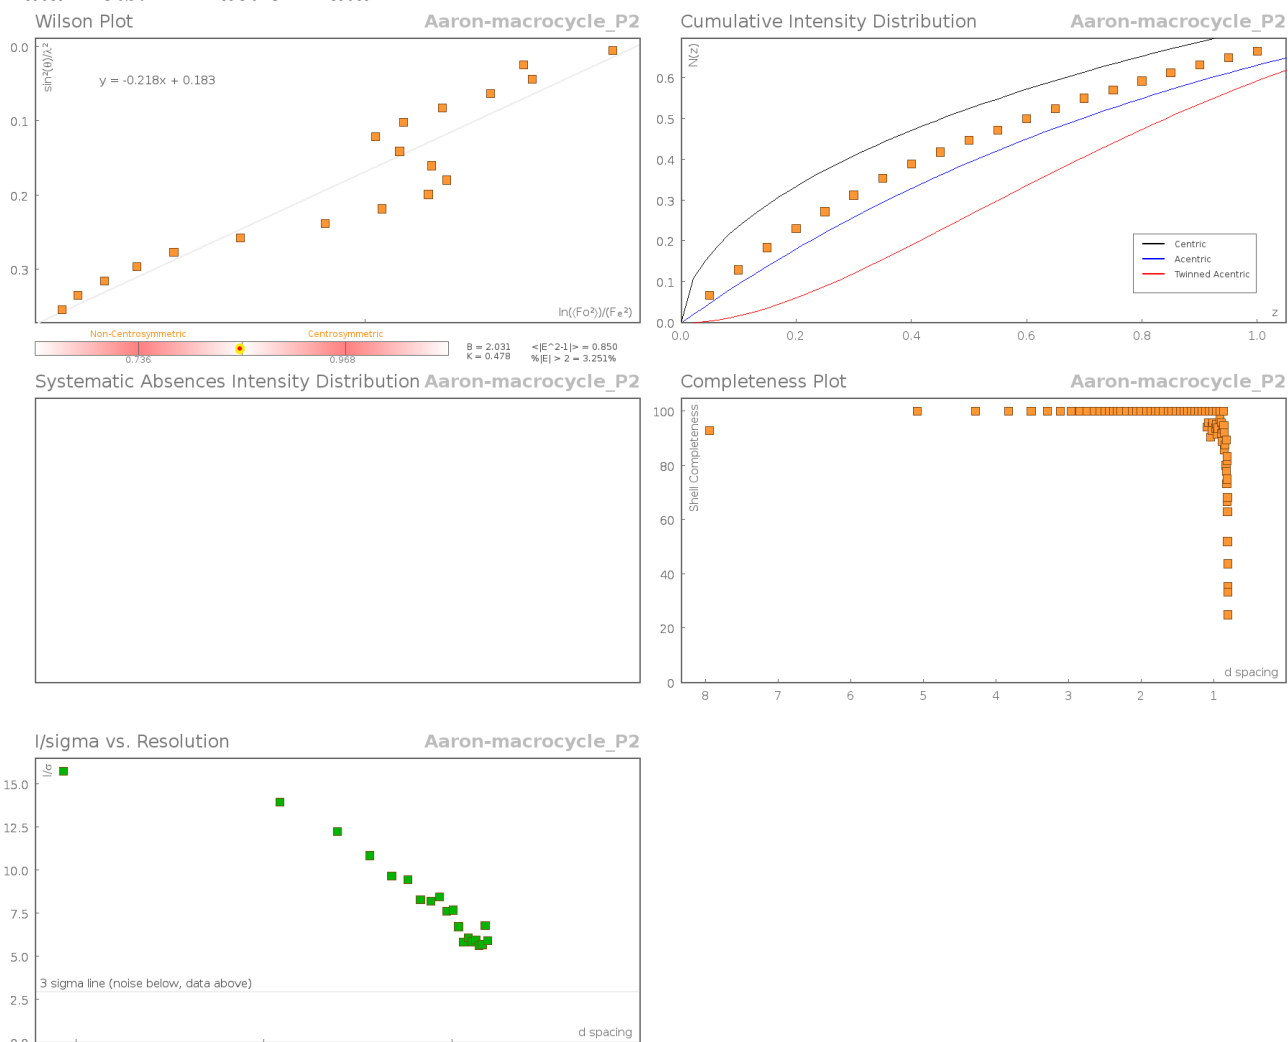 Wilson Plot
Aaron-macrocycle_P2
sin²(θ)/λ²
y = -0.218x + 0.183
0.0
0.1
0.2
0.3
ln(⟨Fo²⟩)/(Fₑ²)
Non-Centrosymmetric
Centrosymmetric
0.736
0.968
B = 2.031
K = 0.478
<|E^2-1|> = 0.850
%|E| > 2 = 3.251%
Cumulative Intensity Distribution
Aaron-macrocycle_P2
N(z)
0.6
0.5
0.4
0.3
0.2
0.1
0.0
Centric
Acentric
Twinned Acentric
z
0.0
0.2
0.4
0.6
0.8
1.0
Systematic Absences Intensity Distribution
Aaron-macrocycle_P2
Completeness Plot
Aaron-macrocycle_P2
Shell Completeness
100
80
60
40
20
0
d spacing
8
7
6
5
4
3
2
1
I/sigma vs. Resolution
Aaron-macrocycle_P2
I/σ
15.0
12.5
10.0
7.5
5.0
3 sigma line (noise below, data above)
2.5
d spacing
0.0